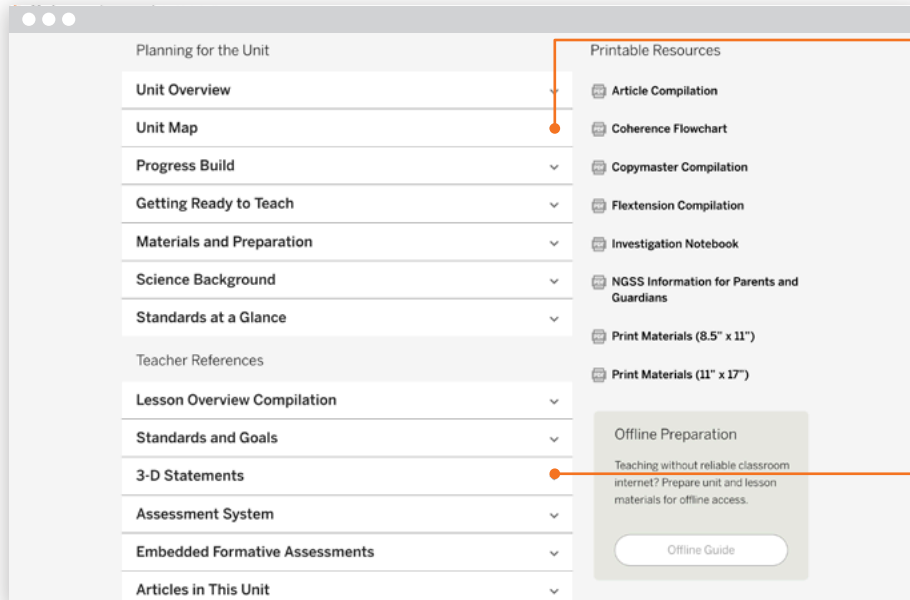 Planning for the Unit
Unit Overview
Unit Map
Progress Build
Getting Ready to Teach
Materials and Preparation
Science Background
Standards at a Glance
Teacher References
Lesson Overview Compilation
Standards and Goals
3-D Statements
Assessment System
Embedded Formative Assessments
Articles in This Unit
Printable Resources
Article Compilation
Coherence Flowchart
Copymaster Compilation
Flextension Compilation
Investigation Notebook
NGSS Information for Parents and
Guardians
Print Materials (8.5" x 11")
Print Materials (11" x 17")
Offline Preparation
Teaching without reliable classroom
internet? Prepare unit and lesson
materials for offline access.
Offline Guide